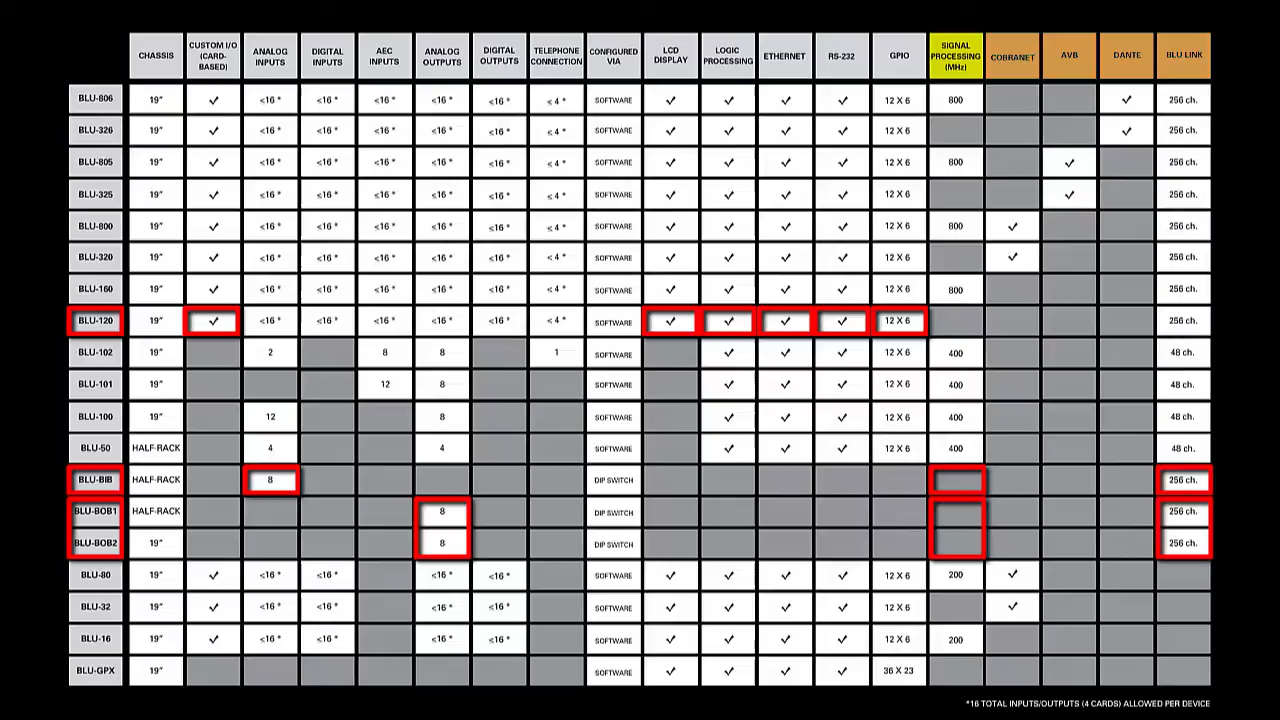 CHASSIS CUSTOM I/O (CARD-BASED) ANALOG INPUTS DIGITAL INPUTS AEC INPUTS ANALOG OUTPUTS DIGITAL OUTPUTS TELEPHONE CONNECTION CONFIGURED VIA LCD DISPLAY LOGIC PROCESSING ETHERNET RS-232 GPIO SIGNAL PROCESSING (MHz) COBRANET AVB DANTE BLU LINK
BLU-806 19" ✓ ≤16 * ≤16 * ≤16 * ≤16 * ≤16 * ≤ 4 * SOFTWARE ✓ ✓ ✓ ✓ 12 X 6 800 ✓ 256 ch.
BLU-326 19" ✓ ≤16 * ≤16 * ≤16 * ≤16 * ≤16 * ≤ 4 * SOFTWARE ✓ ✓ ✓ ✓ 12 X 6 ✓ 256 ch.
BLU-805 19" ✓ ≤16 * ≤16 * ≤16 * ≤16 * ≤16 * ≤ 4 * SOFTWARE ✓ ✓ ✓ ✓ 12 X 6 800 ✓ 256 ch.
BLU-325 19" ✓ ≤16 * ≤16 * ≤16 * ≤16 * ≤16 * ≤ 4 * SOFTWARE ✓ ✓ ✓ ✓ 12 X 6 ✓ 256 ch.
BLU-800 19" ✓ ≤16 * ≤16 * ≤16 * ≤16 * ≤16 * ≤ 4 * SOFTWARE ✓ ✓ ✓ ✓ 12 X 6 800 ✓ 256 ch.
BLU-320 19" ✓ ≤16 * ≤16 * ≤16 * ≤16 * ≤16 * ≤ 4 * SOFTWARE ✓ ✓ ✓ ✓ 12 X 6 ✓ 256 ch.
BLU-160 19" ✓ ≤16 * ≤16 * ≤16 * ≤16 * ≤16 * ≤ 4 * SOFTWARE ✓ ✓ ✓ ✓ 12 X 6 800 256 ch.
BLU-120 19" ✓ ≤16 * ≤16 * ≤16 * ≤16 * ≤16 * ≤ 4 * SOFTWARE ✓ ✓ ✓ ✓ 12 X 6 256 ch.
BLU-102 19" 2 8 8 1 SOFTWARE ✓ ✓ ✓ 12 X 6 400 48 ch.
BLU-101 19" 12 8 SOFTWARE ✓ ✓ ✓ 12 X 6 400 48 ch.
BLU-100 19" 12 8 SOFTWARE ✓ ✓ ✓ 12 X 6 400 48 ch.
BLU-50 HALF-RACK 4 4 SOFTWARE ✓ ✓ ✓ 12 X 6 400 48 ch.
BLU-BIB HALF-RACK 8 DIP SWITCH 256 ch.
BLU-BOB1 HALF-RACK 8 DIP SWITCH 256 ch.
BLU-BOB2 19" 8 DIP SWITCH 256 ch.
BLU-80 19" ✓ ≤16 * ≤16 * ≤16 * ≤16 * SOFTWARE ✓ ✓ ✓ ✓ 12 X 6 200 ✓
BLU-32 19" ✓ ≤16 * ≤16 * ≤16 * ≤16 * SOFTWARE ✓ ✓ ✓ ✓ 12 X 6 ✓
BLU-16 19" ✓ ≤16 * ≤16 * ≤16 * ≤16 * SOFTWARE ✓ ✓ ✓ ✓ 12 X 6 200
BLU-GPX 19" SOFTWARE ✓ ✓ ✓ ✓ 36 X 23
*16 TOTAL INPUTS/OUTPUTS (4 CARDS) ALLOWED PER DEVICE